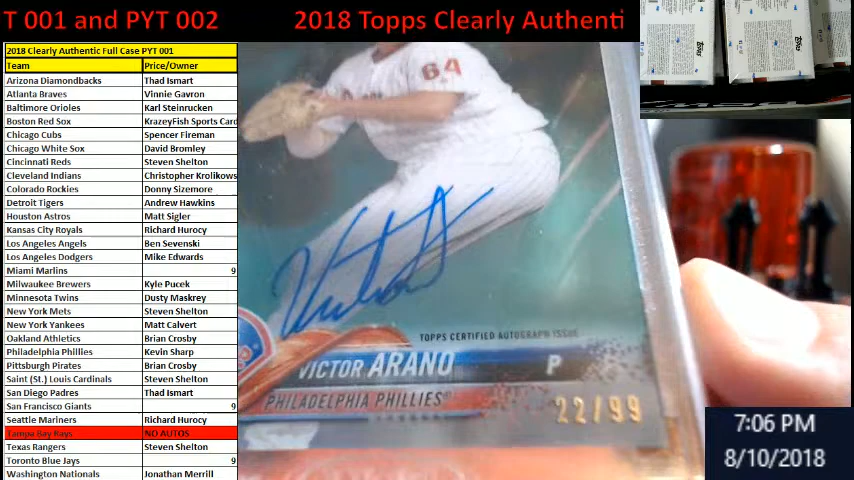 T 001 and PYT 002
2018 Topps Clearly Authenti
2018 Clearly Authentic Full Case PYT 001
Team Price/Owner
Arizona Diamondbacks Thad Ismart
Atlanta Braves Vinnie Gavron
Baltimore Orioles Karl Steinrucken
Boston Red Sox KrazeyFish Sports Card
Chicago Cubs Spencer Fireman
Chicago White Sox David Bromley
Cincinnati Reds Steven Shelton
Cleveland Indians Christopher Krolikows
Colorado Rockies Donny Sizemore
Detroit Tigers Andrew Hawkins
Houston Astros Matt Sigler
Kansas City Royals Richard Hurocy
Los Angeles Angels Ben Sevenski
Los Angeles Dodgers Mike Edwards
Miami Marlins 9
Milwaukee Brewers Kyle Pucek
Minnesota Twins Dusty Maskrey
New York Mets Steven Shelton
New York Yankees Matt Calvert
Oakland Athletics Brian Crosby
Philadelphia Phillies Kevin Sharp
Pittsburgh Pirates Brian Crosby
Saint (St.) Louis Cardinals Steven Shelton
San Diego Padres Thad Ismart
San Francisco Giants 9
Seattle Mariners Richard Hurocy
Tampa Bay Rays NO AUTOS
Texas Rangers Steven Shelton
Toronto Blue Jays 9
Washington Nationals Jonathan Merrill
64
TOPPS CERTIFIED AUTOGRAPH ISSUE
VICTOR ARANO P
PHILADELPHIA PHILLIES
22/99
Topps
Topps
7:06 PM
8/10/2018